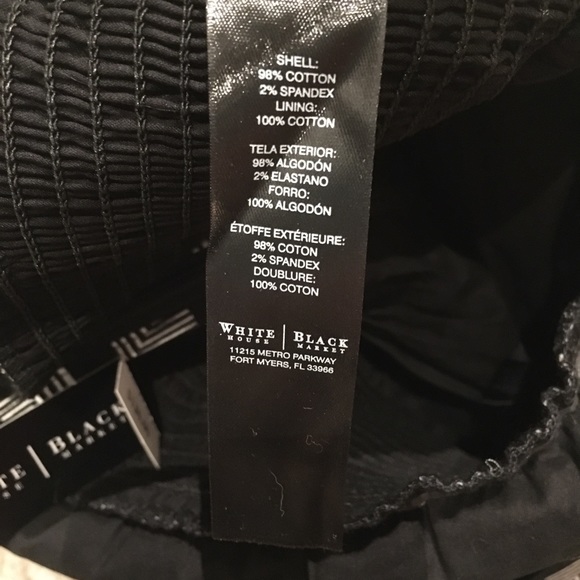 SHELL:
98% COTTON
2% SPANDEX
LINING:
100% COTTON
TELA EXTERIOR:
98% ALGODÓN
2% ELASTANO
FORRO:
100% ALGODÓN
ÉTOFFE EXTÉRIEURE:
98% COTON
2% SPANDEX
DOUBLURE:
100% COTON
WHITE | BLACK
HOUSE MARKET
11215 METRO PARKWAY
FORT MYERS, FL 33966
BLACK
MARKET